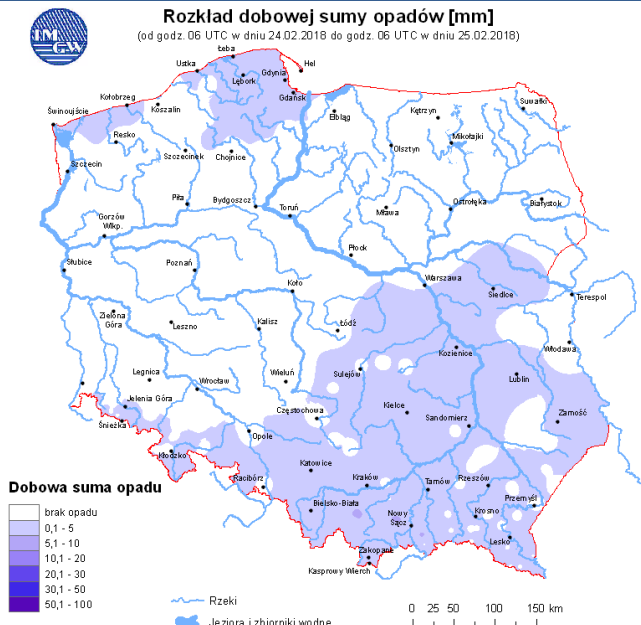 IMGW
Rozkład dobowej sumy opadów [mm]
(od godz. 06 UTC w dniu 24.02.2018 do godz. 06 UTC w dniu 25.02.2018)
Łeba
Ustka
Hel
Lębork
Gdynia
Gdańsk
Kołobrzeg
Koszalin
Świnoujście
Resko
Elbląg
Kętrzyn
Suwałki
Mikołajki
Olsztyn
Szczecin
Szczecinek
Chojnice
Piła
Bydgoszcz
Toruń
Mława
Ostrołęka
Białystok
Gorzów
Wlkp.
Płock
Słubice
Poznań
Koło
Warszawa
Siedlce
Terespol
Zielona
Góra
Leszno
Kalisz
Łódź
Kozienice
Włodawa
Legnica
Wrocław
Wieluń
Sulejów
Lublin
Jelenia Góra
Śnieżka
Częstochowa
Kielce
Sandomierz
Zamość
Opole
Kłodzko
Katowice
Racibórz
Kraków
Tarnów
Rzeszów
Przemyśl
Bielsko-Biała
Nowy
Sącz
Krosno
Lesko
Zakopane
Kasprowy Wierch
Dobowa suma opadu
brak opadu
0,1 - 5
5,1 - 10
10,1 - 20
20,1 - 30
30,1 - 50
50,1 - 100
Rzeki
Jeziora i zbiorniki wodne
0 25 50 100 150 km